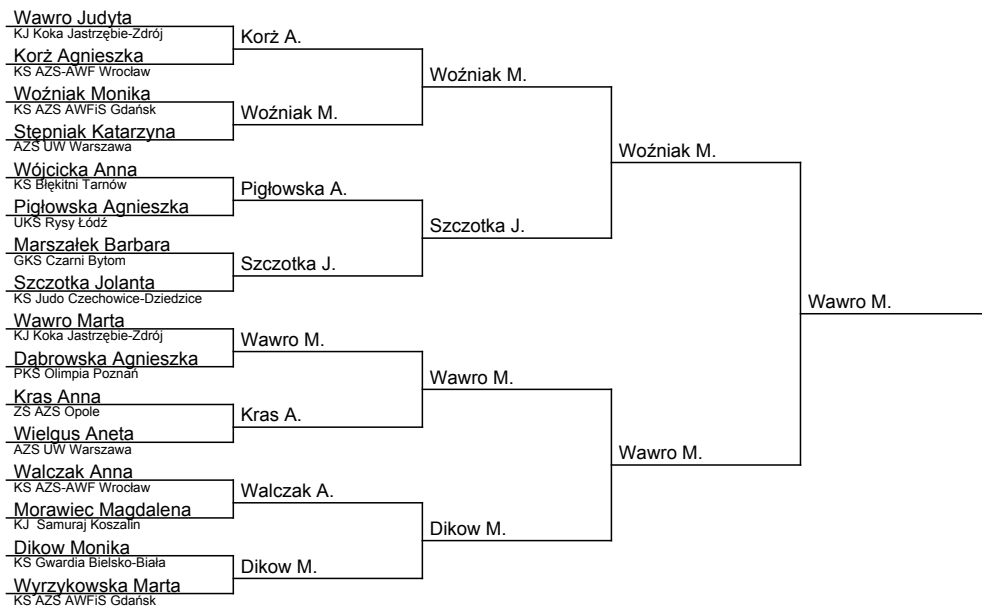 Wawro Judyta
KJ Koka Jastrzębie-Zdrój
Korż Agnieszka
KS AZS-AWF Wrocław
Woźniak Monika
KS AZS AWFiS Gdańsk
Stępniak Katarzyna
AZS UW Warszawa
Wójcicka Anna
KS Błękitni Tarnów
Pigłowska Agnieszka
UKS Rysy Łódź
Marszałek Barbara
GKS Czarni Bytom
Szczotka Jolanta
KS Judo Czechowice-Dziedzice
Wawro Marta
KJ Koka Jastrzębie-Zdrój
Dąbrowska Agnieszka
PKS Olimpia Poznań
Kras Anna
ZS AZS Opole
Wielgus Aneta
AZS UW Warszawa
Walczak Anna
KS AZS-AWF Wrocław
Morawiec Magdalena
KJ Samuraj Koszalin
Dikow Monika
KS Gwardia Bielsko-Biała
Wyrzykowska Marta
KS AZS AWFiS Gdańsk
Korż A.
Woźniak M.
Pigłowska A.
Szczotka J.
Wawro M.
Kras A.
Walczak A.
Dikow M.
Woźniak M.
Szczotka J.
Wawro M.
Dikow M.
Woźniak M.
Wawro M.
Wawro M.